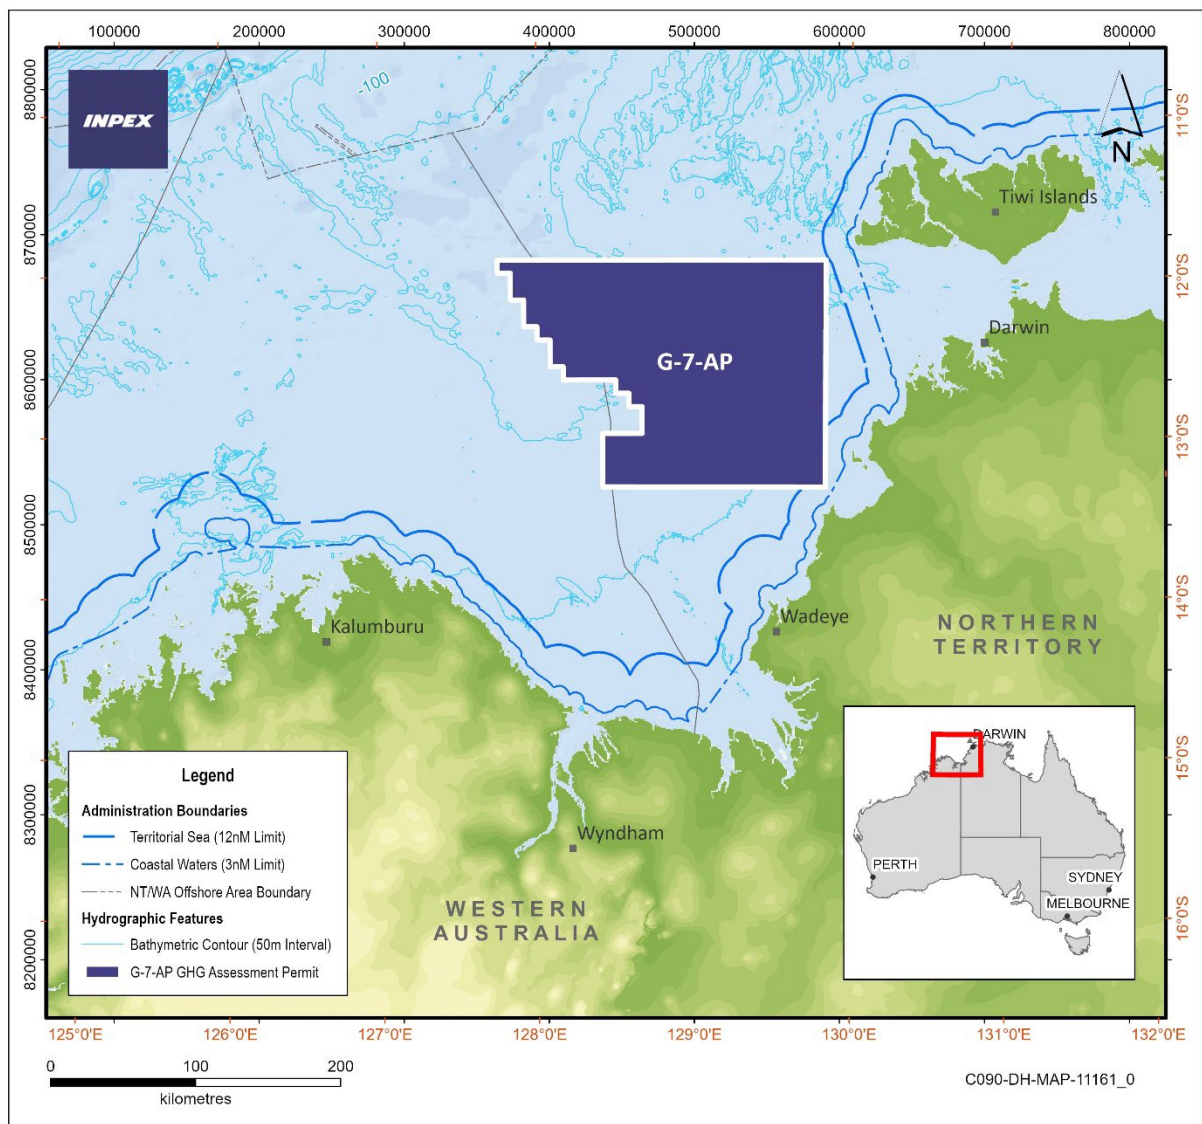 100000 200000 300000 400000 500000 600000 700000 800000
8800000
8700000
8600000
8500000
8400000
8300000
8200000
INPEX
-100
N
11°0'S
12°0'S
13°0'S
14°0'S
15°0'S
16°0'S
Tiwi Islands
Darwin
G-7-AP
Kalumburu
Wadeye
NORTHERN
TERRITORY
Wyndham
WESTERN
AUSTRALIA
Legend
Administration Boundaries
Territorial Sea (12nM Limit)
Coastal Waters (3nM Limit)
NT/WA Offshore Area Boundary
Hydrographic Features
Bathymetric Contour (50m Interval)
G-7-AP GHG Assessment Permit
DARWIN
PERTH
SYDNEY
MELBOURNE
125°0'E 126°0'E 127°0'E 128°0'E 129°0'E 130°0'E 131°0'E 132°0'E
0 100 200
kilometres
C090-DH-MAP-11161_0